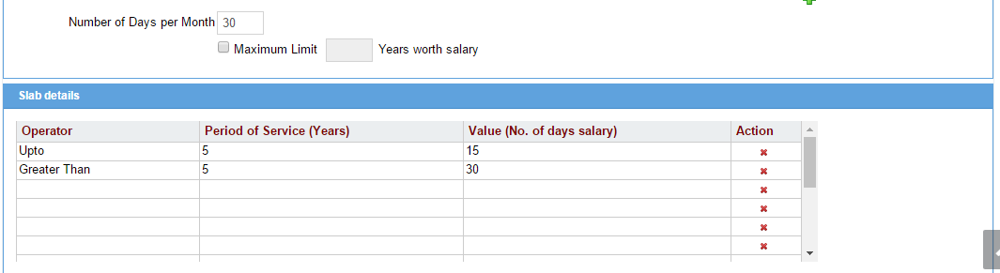 Number of Days per Month 30
Maximum Limit Years worth salary
Slab details
Operator Period of Service (Years) Value (No. of days salary) Action
Upto 5 15
Greater Than 5 30